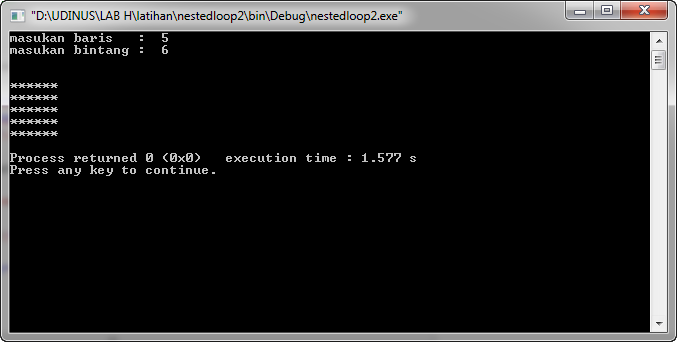 "D:\UDINUS\LAB H\latihan\nestedloop2\bin\Debug\nestedloop2.exe"
masukan baris   :  5
masukan bintang :  6
******
******
******
******
******
Process returned 0 (0x0)   execution time : 1.577 s
Press any key to continue.